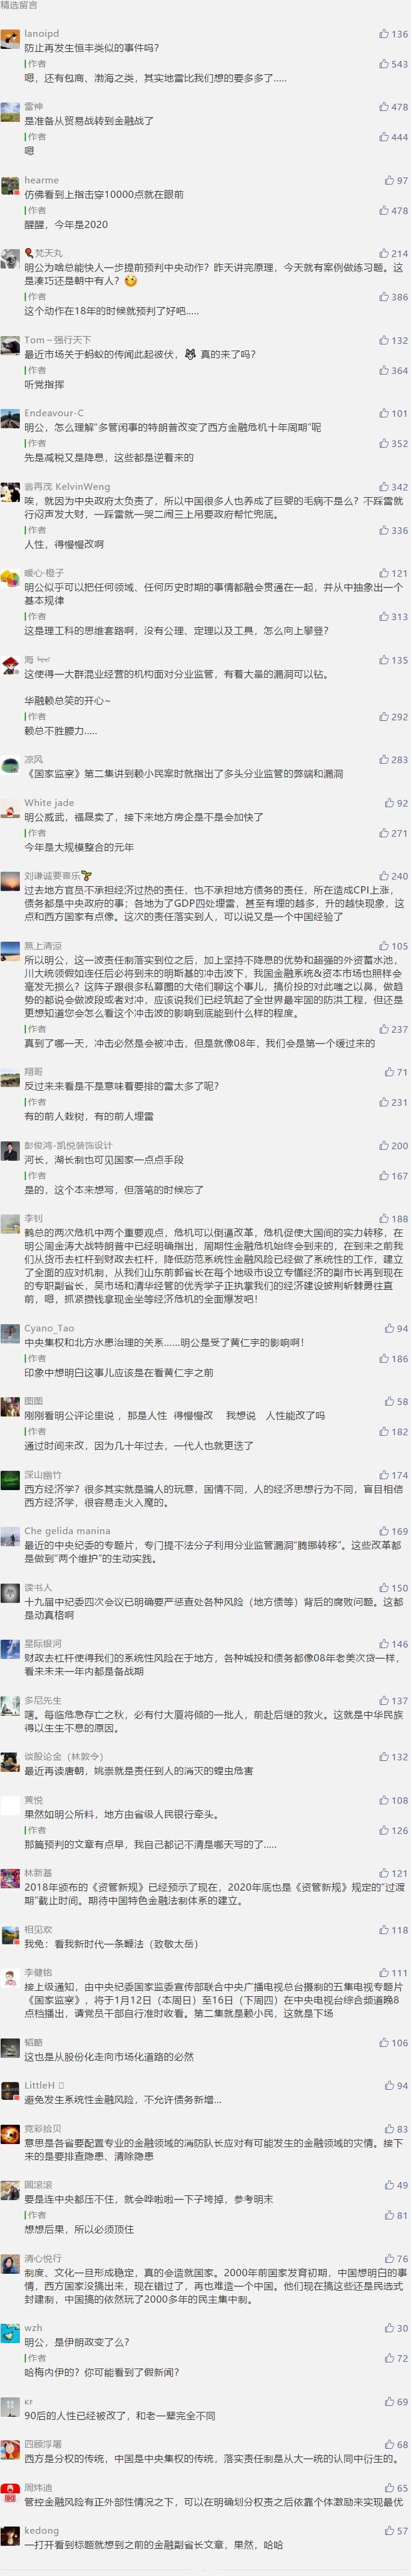 精选留言
lanoipd
136
防止再发生恒丰类似的事件吗?
作者
543
嗯，还有包商、渤海之类，其实地雷比我们想的要多多了.....
雷神
478
是准备从贸易战转到金融战了
作者
444
嗯
hearme
97
仿佛看到上指击穿10000点就在眼前
作者
478
醒醒，今年是2020
梵天丸
214
明公为啥总能快人一步提前预判中央动作？昨天讲完原理，今天就有案例做练习题。这
是凑巧还是朝中有人？
作者
386
这个动作在18年的时候就预判了好吧.....
Tom～强行天下
132
最近市场关于蚂蚁的传闻此起彼伏， 真的来了吗？
作者
364
听党指挥
Endeavour-C
101
明公，怎么理解“多管闲事的特朗普改变了西方金融危机十年周期”呢
作者
352
先是减税又是降息，这些都是逆着来的
翁再茂 KelvinWeng
342
唉，就因为中央政府太负责了，所以中国很多人也养成了巨婴的毛病不是么？不踩雷就
行闷声发大财，一踩雷就一哭二闹三上吊要政府帮忙兜底。
作者
336
人性，得慢慢改啊
暖心·橙子
121
明公似乎可以把任何领域、任何历史时期的事情都融会贯通在一起，并从中抽象出一个
基本规律
作者
313
这是理工科的思维套路啊，没有公理、定理以及工具，怎么向上攀登？
海
135
这使得一大群混业经营的机构面对分业监管，有着大量的漏洞可以钻。
华融赖总笑的开心~
作者
292
赖总不胜腰力.....
凉风
283
《国家监察》第二集讲到赖小民案时就指出了多头分业监管的弊端和漏洞
White jade
92
明公威武，福晟卖了，接下来地方房企是不是会加快了
作者
271
今年是大规模整合的元年
刘谦诚要喜乐
240
过去地方官员不承担经济过热的责任，也不承担地方债务的责任，所在造成CPI上涨，
债务都是中央政府的事；各地为了GDP四处埋雷，甚至有埋的越多，升的越快现象，这
点和西方国家有点像。这次的责任落实到人，可以说又是一个中国经验了
無上清涼
105
所以明公，这一波责任制落实到位之后，加上坚持不降息的优势和超强的外资蓄水池，
川大统领假如连任后必将到来的明斯基的冲击波下，我国金融系统&资本市场也照样会
毫发无损么？这阵子跟很多私募圈的大佬们聊这个事儿，搞价投的对此嗤之以鼻，做趋
势的都说会做波段或者对冲，应该说我们已经筑起了全世界最牢固的防洪工程，但还是
更想知道您会怎么看这个冲击波的影响到底能到什么样的程度。
作者
237
真到了哪一天，冲击必然是会被冲击，但是就像08年，我们会是第一个缓过来的
翔哥
71
反过未来看是不是意味着要排的雷太多了呢？
作者
231
有的前人栽树，有的前人埋雷
彭俊鸿-凯悦装饰设计
200
河长，湖长制也可见国家一点点手段
作者
167
是的，这个本来想写，但落笔的时候忘了
李钊
188
鹤总的两次危机中两个重要观点，危机可以倒逼改革，危机促使大国间的实力转移，在
明公周金涛大战特朗普中已经明确指出，周期性金融危机始终会到来的，在到来之前我
们从货币去杠杆到财政去杠杆，降低防范系统性金融风险已经做了系统性的工作，建立
了全面的应对机制，从我们山东前郭省长在每个地级市设立专懂经济的副市长再到现在
的专职副省长，吴市场和清华经管的优秀学子正执掌我们的经济建设披荆斩棘勇往直
前，嗯，抓紧攒钱拿现金坐等经济危机的全面爆发吧！
Cyano_Tao
94
中央集权和北方水患治理的关系......明公是受了黄仁宇的影响啊！
作者
186
印象中想明白这事儿应该是在看黄仁宇之前
图图
58
刚刚看明公评论里说 ，那是人性 得慢慢改 我想说 人性能改了吗
作者
182
通过时间来改，因为几十年过去，一代人也就更迭了
深山幽竹
174
西方经济学？很多其实就是骗人的玩意，国情不同，人的经济思想行为不同，盲目相信
西方经济学，很容易走火入魔的。
Che gelida manina
169
最近的中央纪委的专题片，专门提不法分子利用分业监管漏洞“腾挪转移”。这些改革都
是做到“两个维护”的生动实践。
读书人
150
十九届中纪委四次会议已明确要严惩查处各种风险（地方债等）背后的腐败问题。这都
是动真格啊
星际银河
146
财政去杠杆使得我们的系统性风险在于地方，各种城投和债务都像08年老美次贷一样，
看来未来一年内都是备战期
多尼先生
137
嗐。每临危急存亡之秋，必有付大厦将倾的一批人，前赴后继的救火。这就是中华民族
得以生生不息的原因。
谈股论金（林敦令）
132
最近再读唐朝，姚崇就是责任到人的消灭的蝗虫危害
黄悦
108
果然如明公所料，地方由省级人民银行牵头。
作者
126
那篇预判的文章有点早，我自己都记不清是哪天写的了.....
林新基
121
2018年颁布的《资管新规》已经预示了现在，2020年底也是《资管新规》规定的“过渡
期”截止时间。期待中国特色金融法制体系的建立。
相见欢
118
我兔：看我新时代一条鞭法（致敬太岳）
李健铭
111
接上级通知，由中央纪委国家监委宣传部联合中央广播电视总台摄制的五集电视专题片
《国家监察》，将于1月12日（本周日）至16日（下周四）在中央电视台综合频道晚8
点档播出，请党员干部自行准时收看。第二集就是赖小民，这就是下场
韬略
106
这也是从股份化走向市场化道路的必然
LittleH
94
避免发生系统性金融风险，不允许债务新增...
竞彩拾贝
83
意思是各省要配置专业的金融领域的消防队长应对有可能发生的金融领域的灾情。接下
来的是要排查隐患、清除隐患
圆滚滚
49
要是连中央都压不住，就会哗啦啦一下子垮掉，参考明末
作者
81
想想后果，所以必须顶住
清心悦行
76
制度、文化一旦形成稳定，真的会造就国家。2000年前国家发育初期，中国想明白的事
情，西方国家没搞出来，现在错过了，再也难造一个中国。他们现在搞这些还是民选式
封建制，中国搞的依然玩了2000多年的民主集中制。
wzh
30
明公，是伊朗政变了么？
作者
72
哈梅内伊的？你可能看到了假新闻？
KF
69
90后的人性已经被改了，和老一辈完全不同
四顾浮屠
68
西方是分权的传统，中国是中央集权的传统，落实责任制是从大一统的认同中衍生的。
周炜迪
65
管控金融风险有正外部性情况之下，可以在明确划分权责之后依靠个体激励来实现最优
kedong
57
一打开看到标题就想到之前的金融副省长文章，果然，哈哈